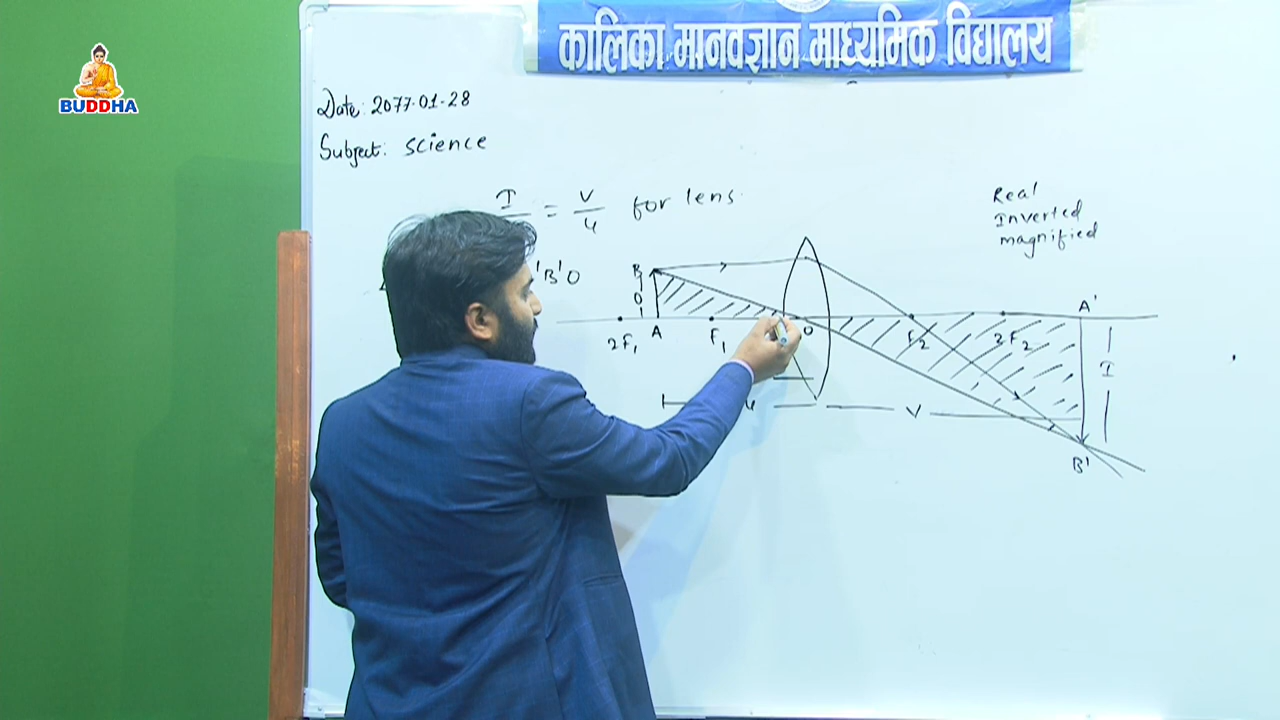 कालिका मानवज्ञान माध्यमिक विद्यालय
BUDDHA
Date: 2077-01-28
Subject: science
I = V/u for lens
'B'O
Real
Inverted
magnified
B
O
A
2F₁
F₁
O
F₂
2F₂
A'
I
u
V
B'